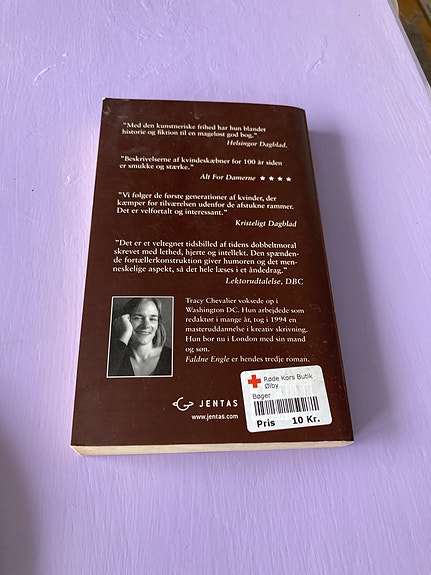 "Med den kunstneriske frihed har hun blandet
historie og fiktion til en mageløst god bog."
Helsingør Dagblad.
"Beskrivelserne af kvindeskæbner for 100 år siden
er smukke og stærke."
Alt For Damerne ★★★★
"Vi følger de første generationer af kvinder, der
kæmper for tilværelsen udenfor de afstukne rammer.
Det er velfortalt og interessant."
Kristeligt Dagblad
"Det er et veltegnet tidsbilled af tidens dobbeltmoral
skrevet med lethed, hjerte og intellekt. Den spænden-
de fortællerkonstruktion giver humoren og det men-
neskelige aspekt, så det hele læses i et åndedrag."
Lektorudtalelse, DBC
Tracy Chevalier voksede op i
Washington DC. Hun arbejdede som
redaktør i mange år, tog i 1994 en
masteruddannelse i kreativ skrivning.
Hun bor nu i London med sin mand
og søn.
Faldne Engle er hendes tredje roman.
JENTAS
www.jentas.com
Røde Kors Butik
Ølby
Bøger
Pris 10 Kr.